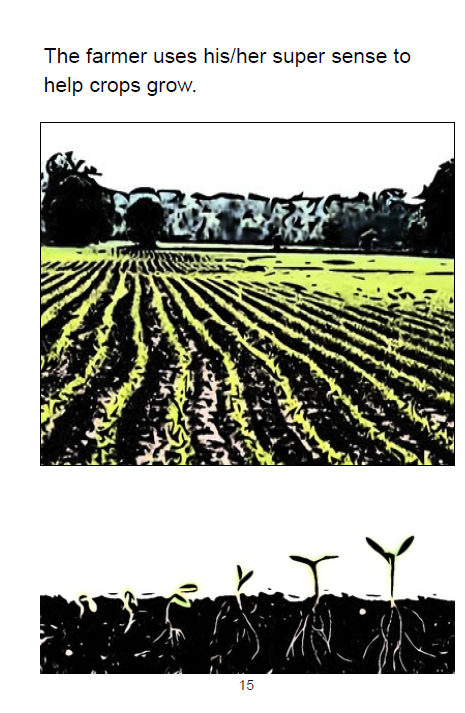 The farmer uses his/her super sense to
help crops grow.
15